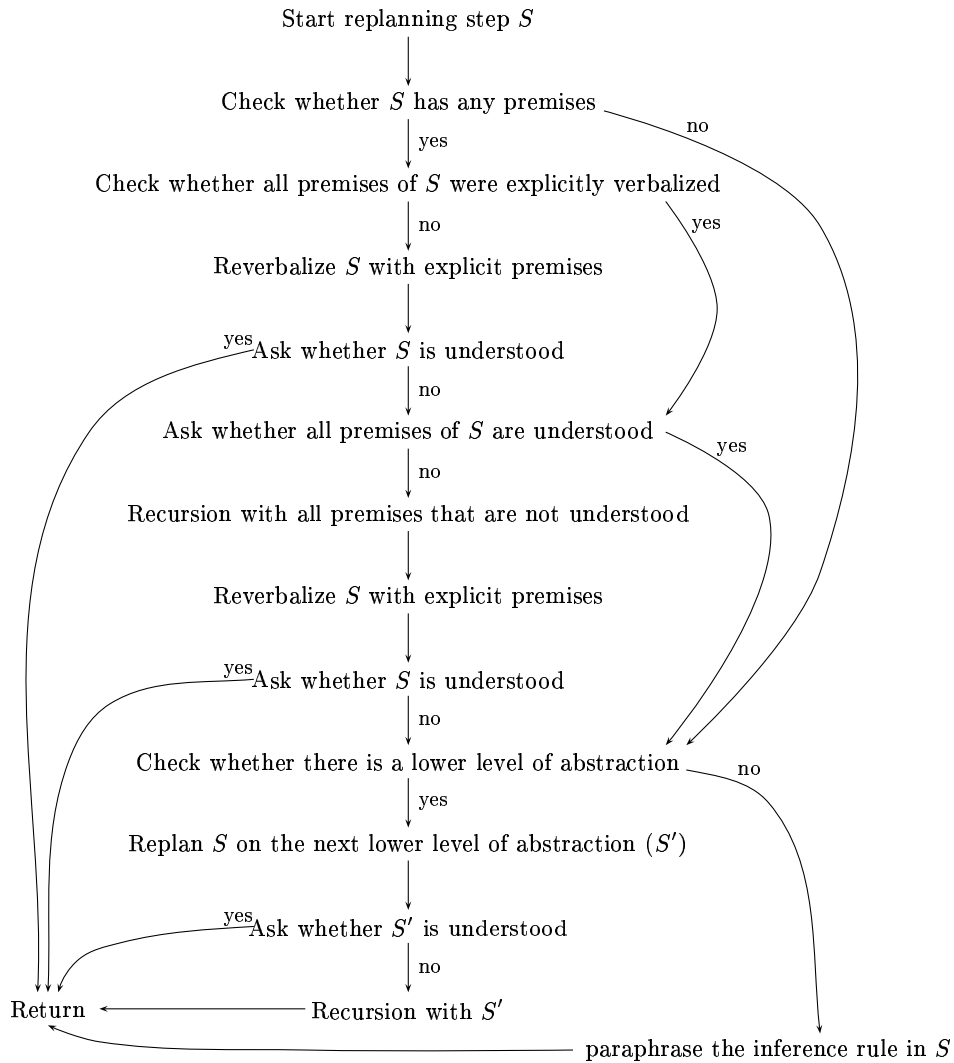 Start replanning step S
Check whether S has any premises
no
yes
Check whether all premises of S were explicitly verbalized
yes
no
Reverbalize S with explicit premises
yes
Ask whether S is understood
no
Ask whether all premises of S are understood
yes
no
Recursion with all premises that are not understood
Reverbalize S with explicit premises
yes
Ask whether S is understood
no
Check whether there is a lower level of abstraction
no
yes
Replan S on the next lower level of abstraction (S′)
yes
Ask whether S′ is understood
no
Return
Recursion with S′
paraphrase the inference rule in S